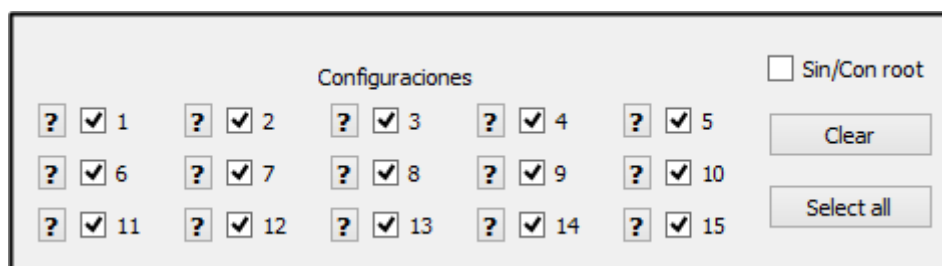 Sin/Con root
Configuraciones
? 1 ? 2 ? 3 ? 4 ? 5
Clear
? 6 ? 7 ? 8 ? 9 ? 10
Select all
? 11 ? 12 ? 13 ? 14 ? 15